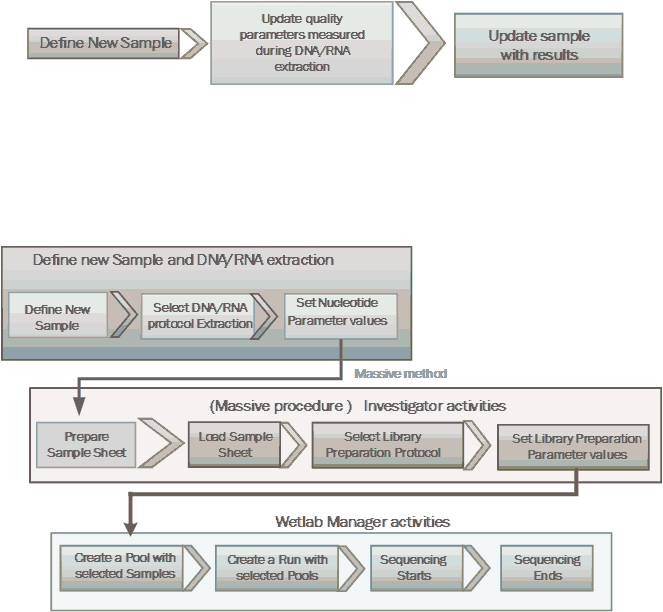 Define New Sample
Update quality
parameters measured
during DNA/RNA
extraction
Update sample
with results
Define new Sample and DNA/RNA extraction
Define New
Sample
Select DNA/RNA
protocol Extraction
Set Nucleotide
Parameter values
Massive method
(Massive procedure ) Investigator activities
Prepare
Sample Sheet
Load Sample
Sheet
Select Library
Preparation Protocol
Set Library Preparation
Parameter values
Wetlab Manager activities
Create a Pool with
selected Samples
Create a Run with
selected Pools
Sequencing
Starts
Sequencing
Ends